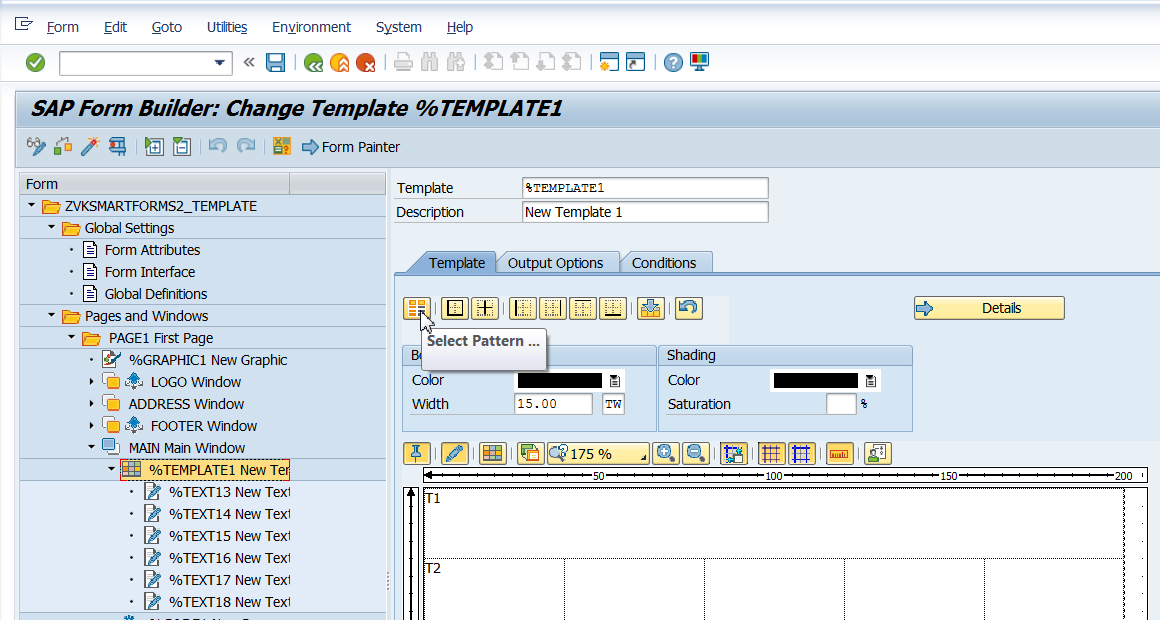 Form Edit Goto Utilities Environment System Help
SAP Form Builder: Change Template %TEMPLATE1
Form Painter
Form
ZVKSMARTFORMS2_TEMPLATE
Global Settings
Form Attributes
Form Interface
Global Definitions
Pages and Windows
PAGE1 First Page
%GRAPHIC1 New Graphic
LOGO Window
ADDRESS Window
FOOTER Window
MAIN Main Window
%TEMPLATE1 New Ter
%TEXT13 New Text
%TEXT14 New Text
%TEXT15 New Text
%TEXT16 New Text
%TEXT17 New Text
%TEXT18 New Text
Template %TEMPLATE1
Description New Template 1
Template Output Options Conditions
Details
Select Pattern ...
Shading
Color Color
Width 15.00 TW Saturation %
175 %
50 100 150 200
T1
T2